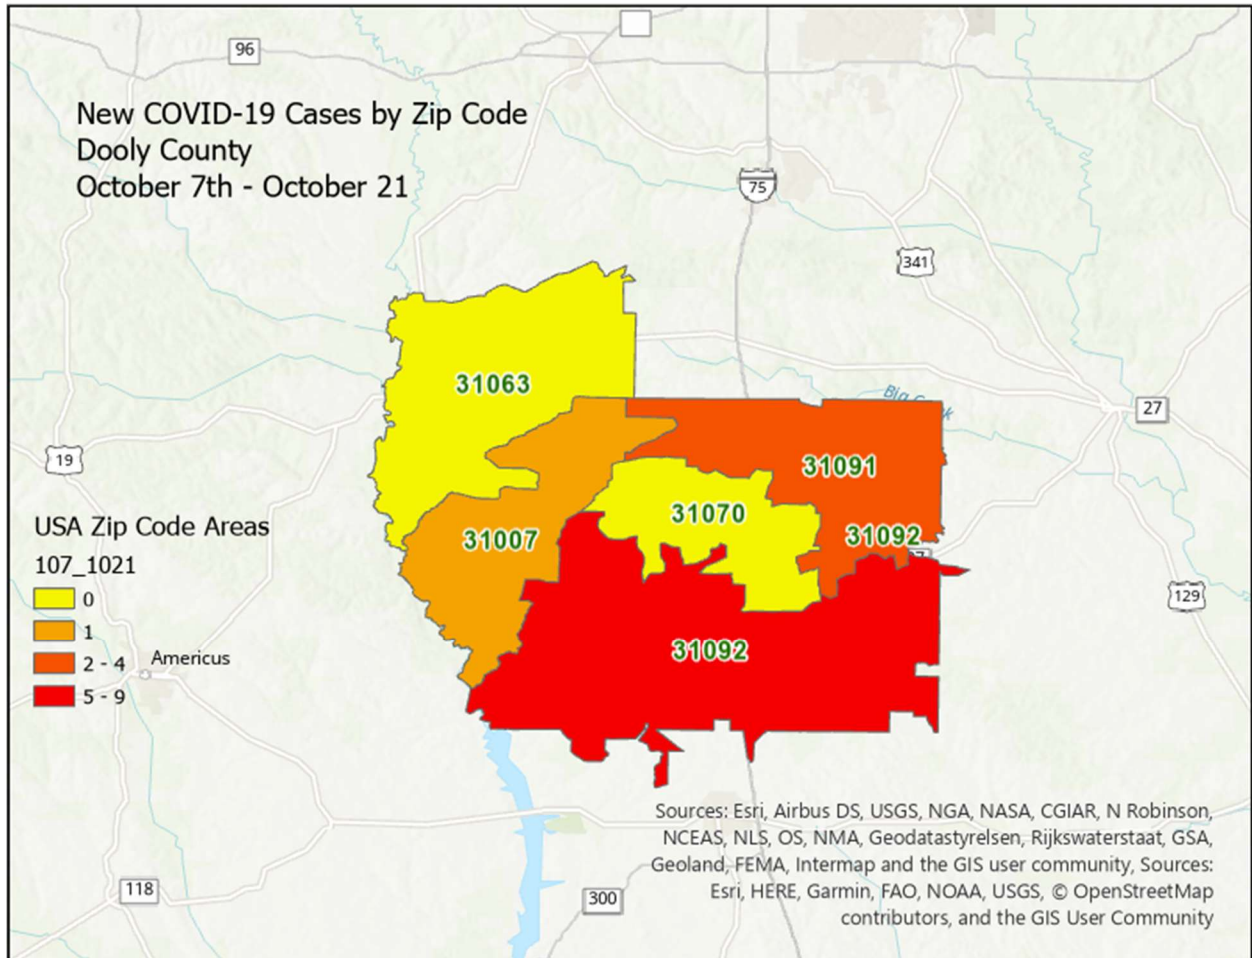 96
New COVID-19 Cases by Zip Code
Dooly County
October 7th - October 21
75
341
31063
27
19
31091
31070
31092
31007
USA Zip Code Areas
107_1021
0
1
2 - 4
5 - 9
129
Americus
31092
Sources: Esri, Airbus DS, USGS, NGA, NASA, CGIAR, N Robinson,
NCEAS, NLS, OS, NMA, Geodatastyrelsen, Rijkswaterstaat, GSA,
Geoland, FEMA, Intermap and the GIS user community, Sources:
Esri, HERE, Garmin, FAO, NOAA, USGS, © OpenStreetMap
contributors, and the GIS User Community
118
300